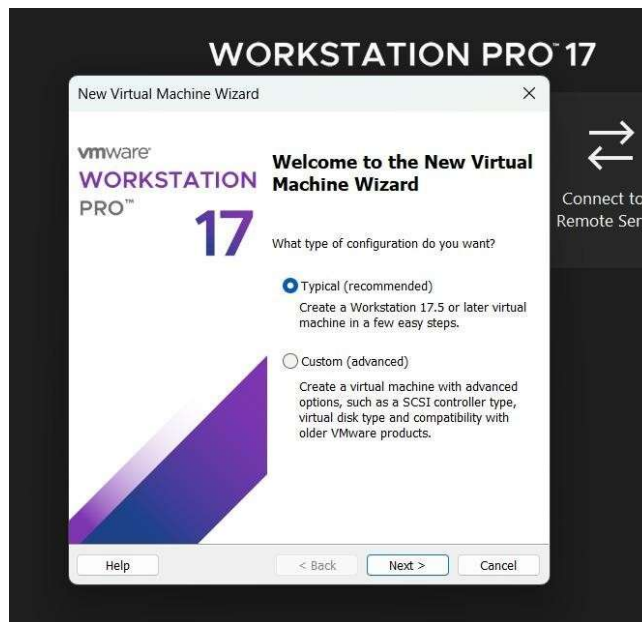 WORKSTATION PRO™ 17
New Virtual Machine Wizard
vmware®
WORKSTATION
PRO™
17
Welcome to the New Virtual
Machine Wizard
What type of configuration do you want?
Typical (recommended)
Create a Workstation 17.5 or later virtual
machine in a few easy steps.
Custom (advanced)
Create a virtual machine with advanced
options, such as a SCSI controller type,
virtual disk type and compatibility with
older VMware products.
Help
< Back
Next >
Cancel
Connect to
Remote Ser